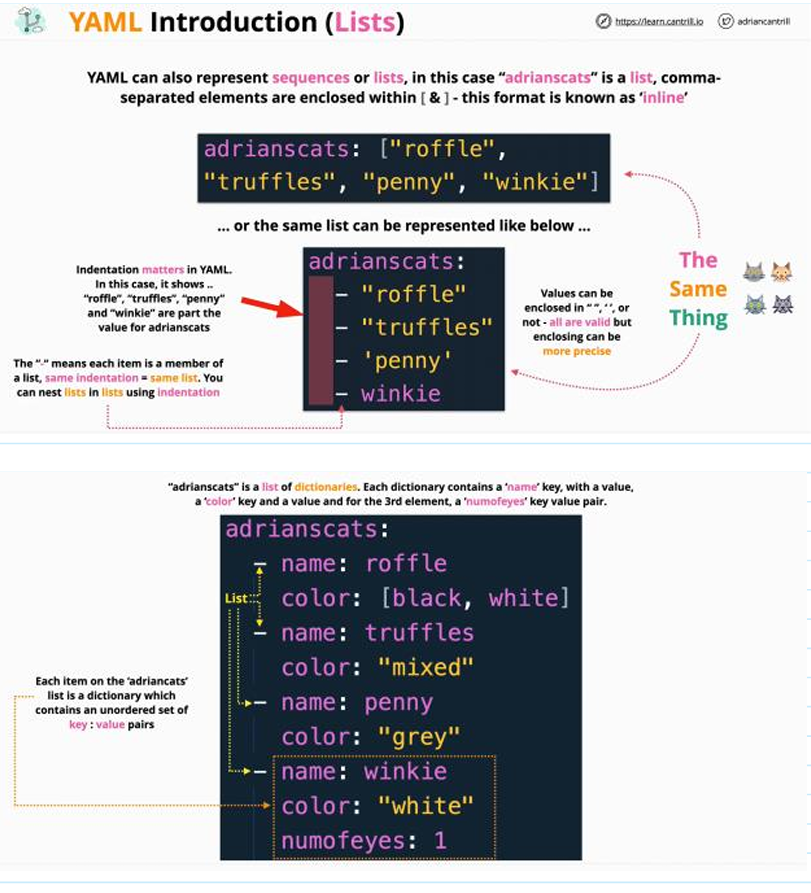 YAML Introduction (Lists)
https://learn.cantrill.io
adriancantrill
YAML can also represent sequences or lists, in this case “adrianscats” is a list, comma-
separated elements are enclosed within [ & ] - this format is known as ‘inline’
adrianscats: ["roffle",
"truffles", "penny", "winkie"]
... or the same list can be represented like below ...
Indentation matters in YAML.
In this case, it shows ..
“roffle”, “truffles”, “penny”
and “winkie” are part the
value for adrianscats
The “-” means each item is a member of
a list, same indentation = same list. You
can nest lists in lists using indentation
adrianscats:
- "roffle"
- "truffles"
- 'penny'
- winkie
Values can be
enclosed in “ ”, ‘ ’, or
not - all are valid but
enclosing can be
more precise
The
Same
Thing
“adrianscats” is a list of dictionaries. Each dictionary contains a ‘name’ key, with a value,
a ‘color’ key and a value and for the 3rd element, a ‘numofeyes’ key value pair.
adrianscats:
- name: roffle
color: [black, white]
- name: truffles
color: "mixed"
- name: penny
color: "grey"
- name: winkie
color: "white"
numofeyes: 1
List
Each item on the ‘adriancats’
list is a dictionary which
contains an unordered set of
key : value pairs